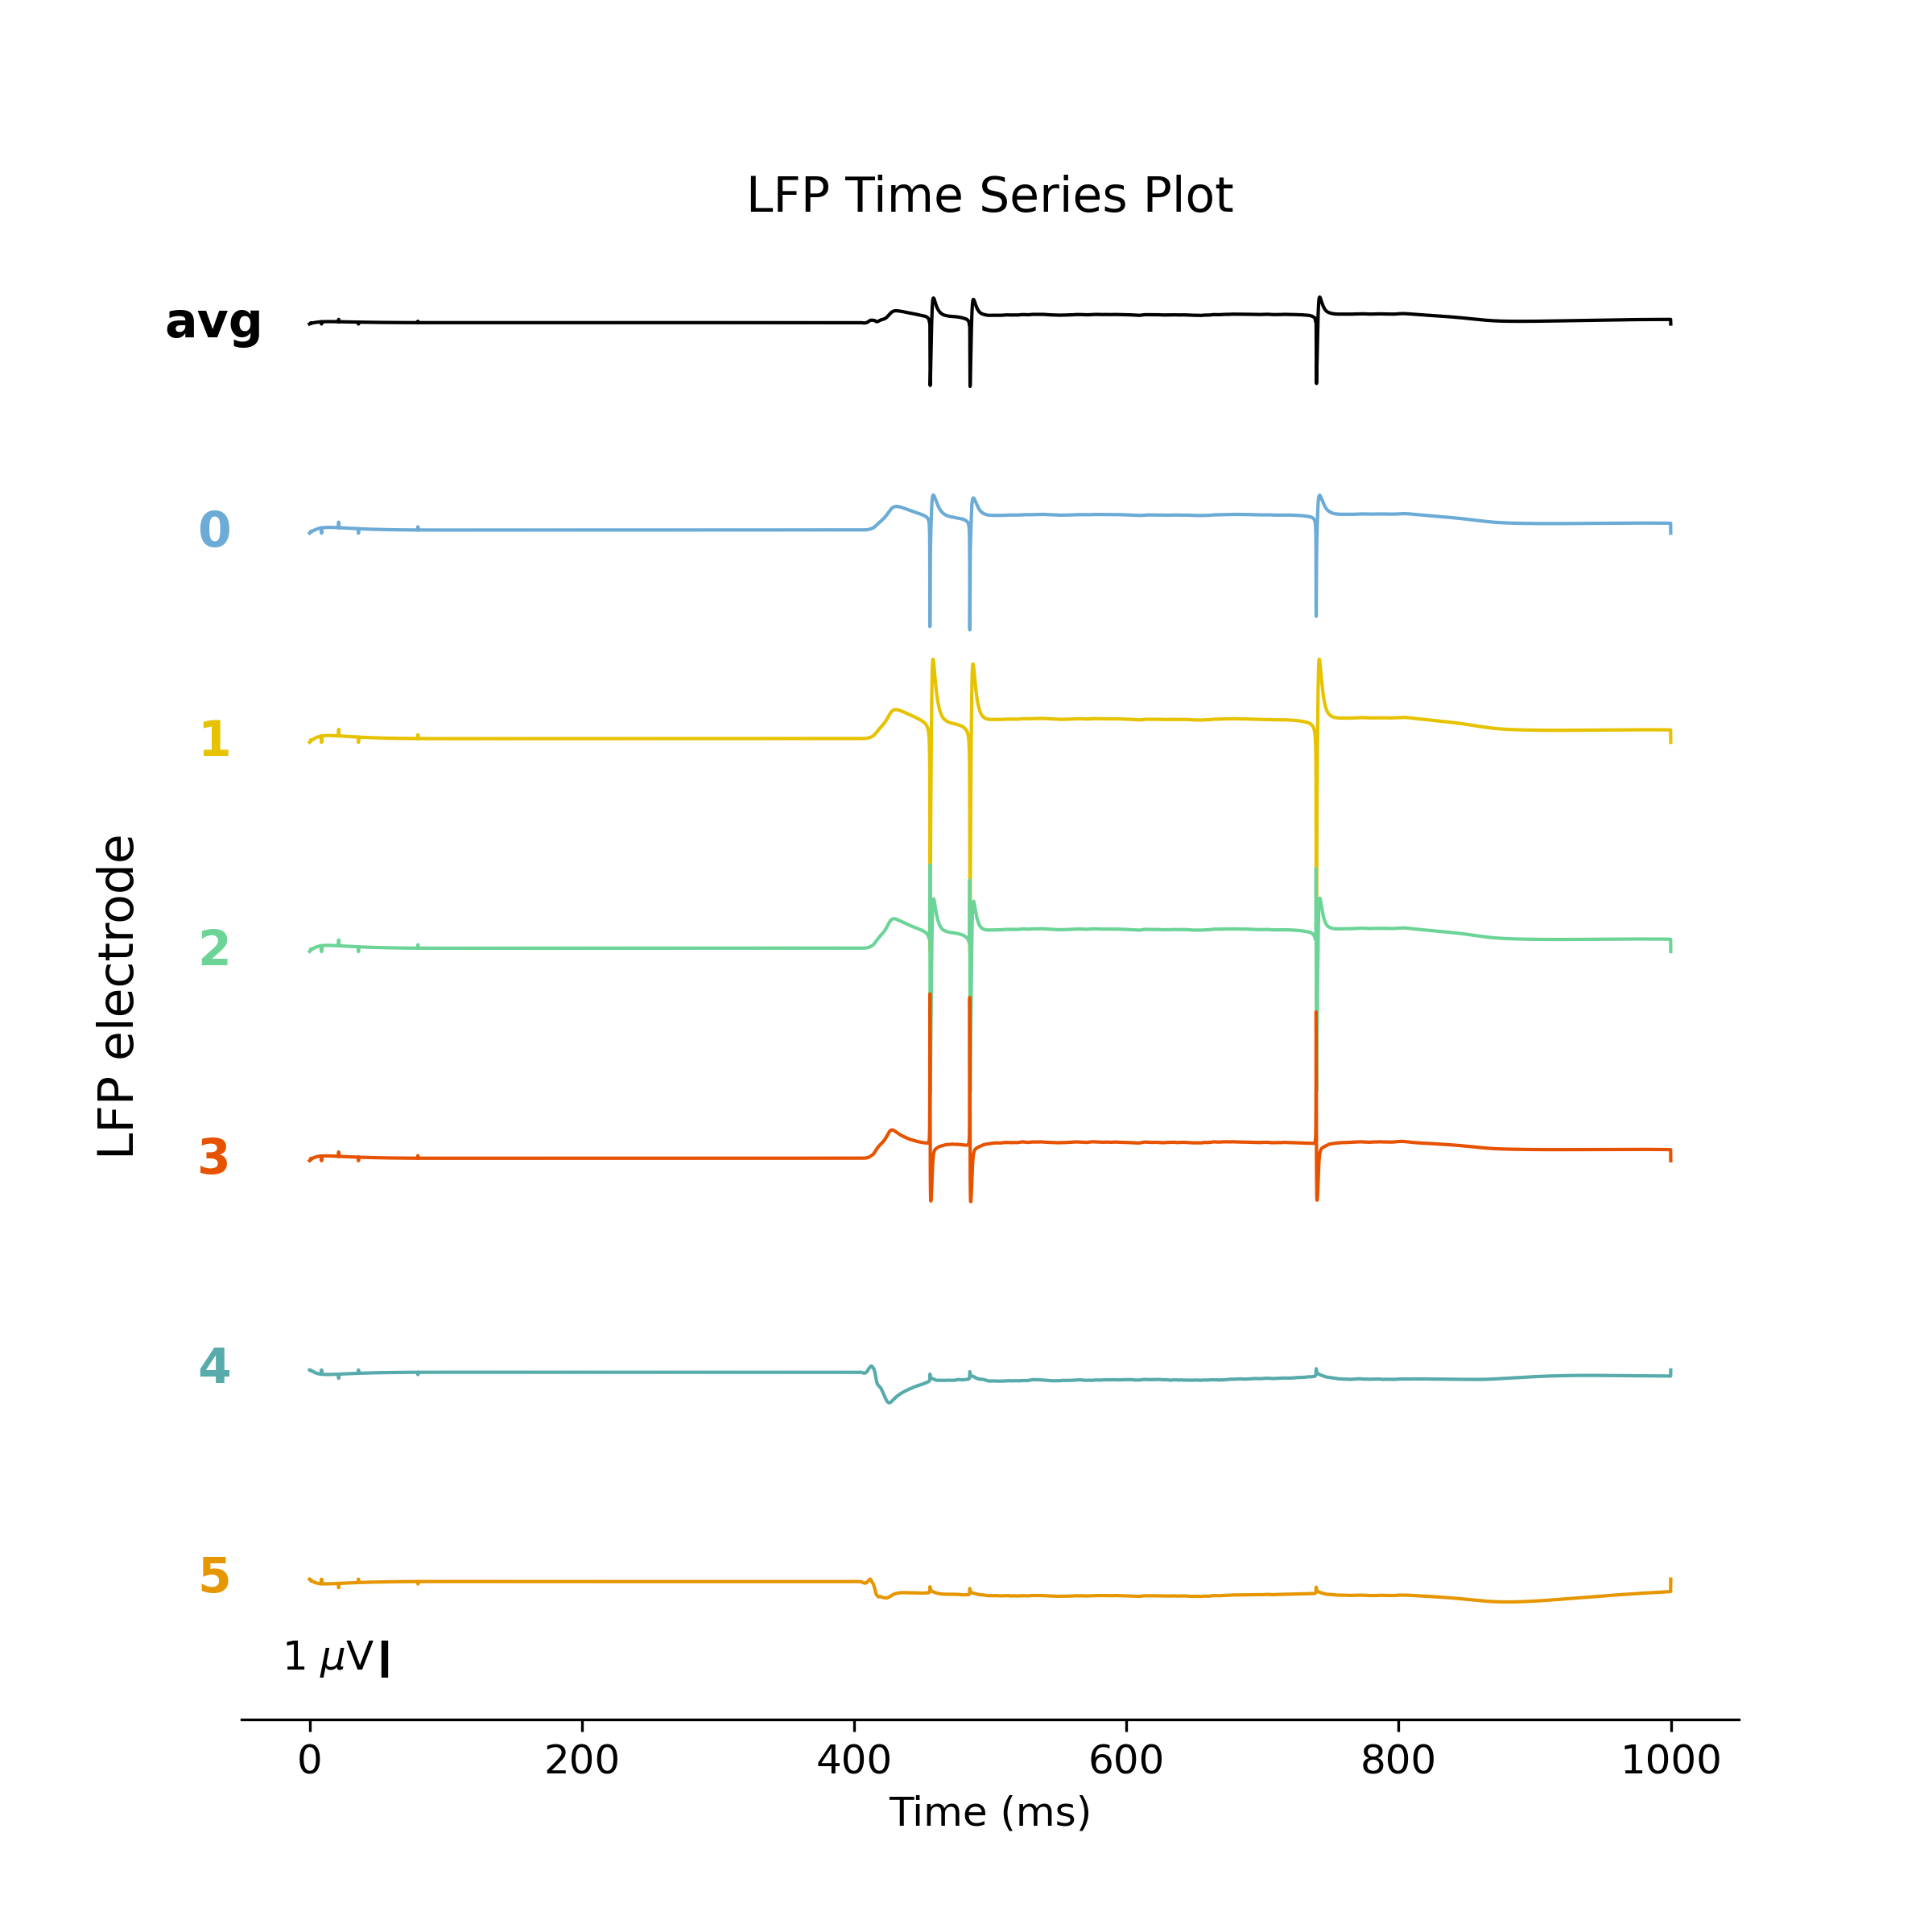 LFP Time Series Plot
avg
0
1
2
3
4
5
LFP electrode
1 μV
0 200 400 600 800 1000
Time (ms)